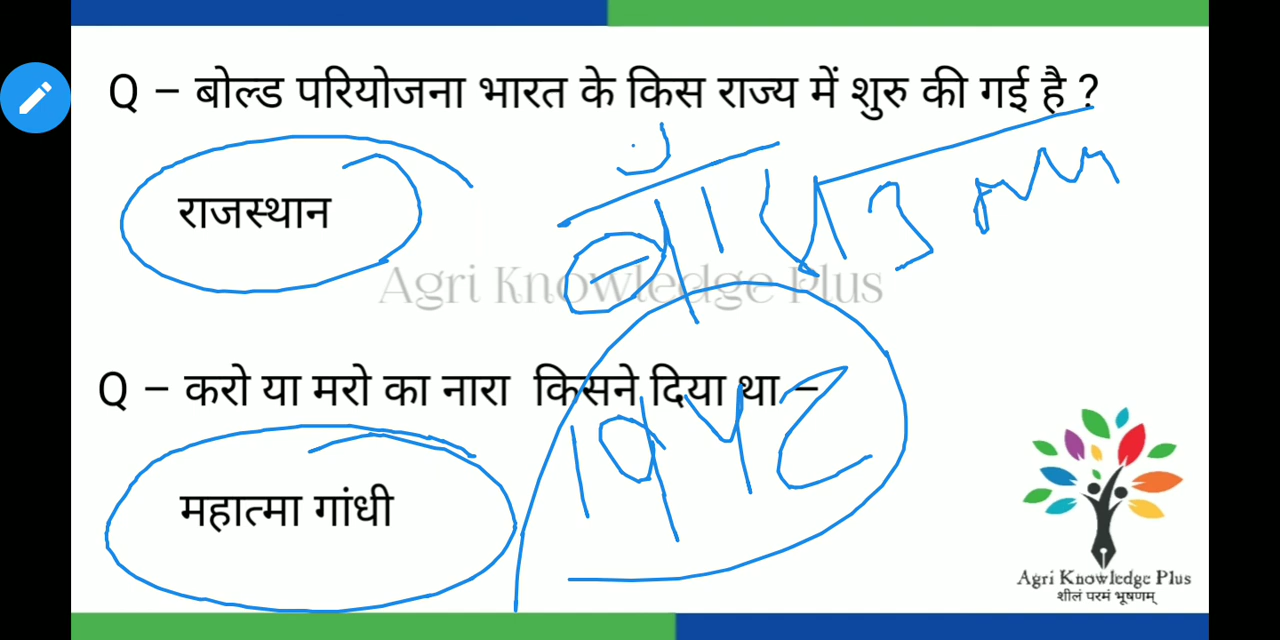 Q – बोल्ड परियोजना भारत के किस राज्य में शुरु की गई है ?
राजस्थान
Agri Knowledge Plus
Q – करो या मरो का नारा किसने दिया था –
1942
महात्मा गांधी
Agri Knowledge Plus
शीलं परमं भूषणम्